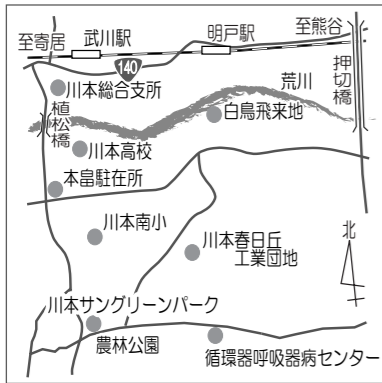 至寄居
武川駅
明戸駅
至熊谷
140
押切橋
川本総合支所
荒川
植松橋
白鳥飛来地
川本高校
本畠駐在所
川本南小
川本春日丘
工業団地
北
川本サングリーンパーク
農林公園
循環器呼吸器病センター